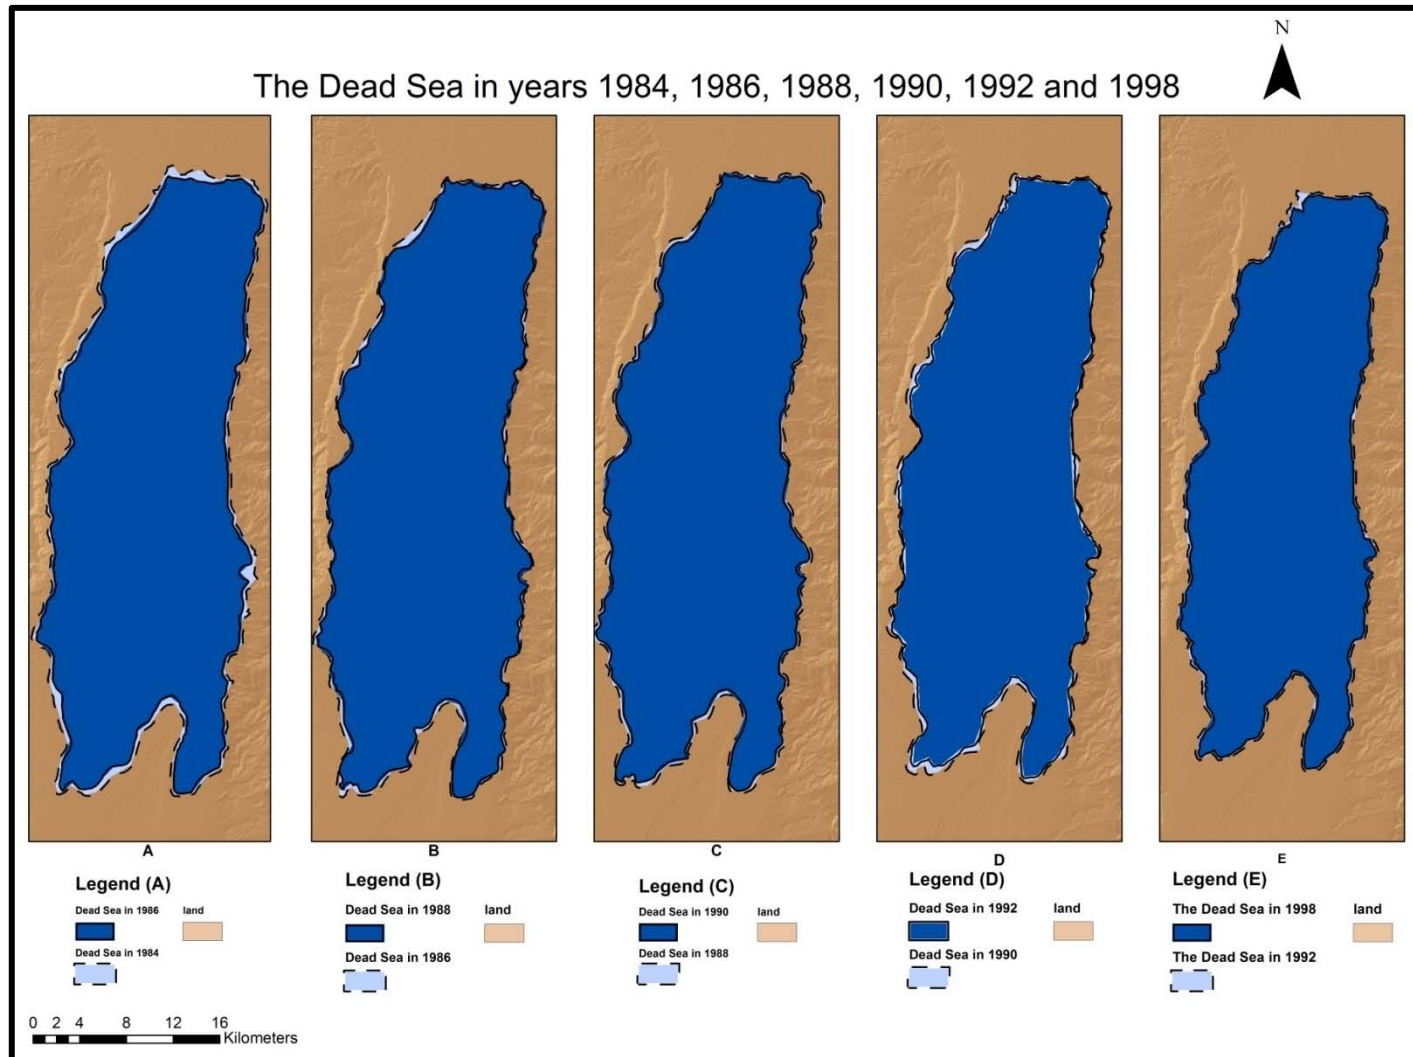 N
The Dead Sea in years 1984, 1986, 1988, 1990, 1992 and 1998
A
B
C
D
E
Legend (A)
Dead Sea in 1986 land
Dead Sea in 1984
Legend (B)
Dead Sea in 1988 land
Dead Sea in 1986
Legend (C)
Dead Sea in 1990 land
Dead Sea in 1988
Legend (D)
Dead Sea in 1992 land
Dead Sea in 1990
Legend (E)
The Dead Sea in 1998 land
The Dead Sea in 1992
0 2 4 8 12 16
Kilometers